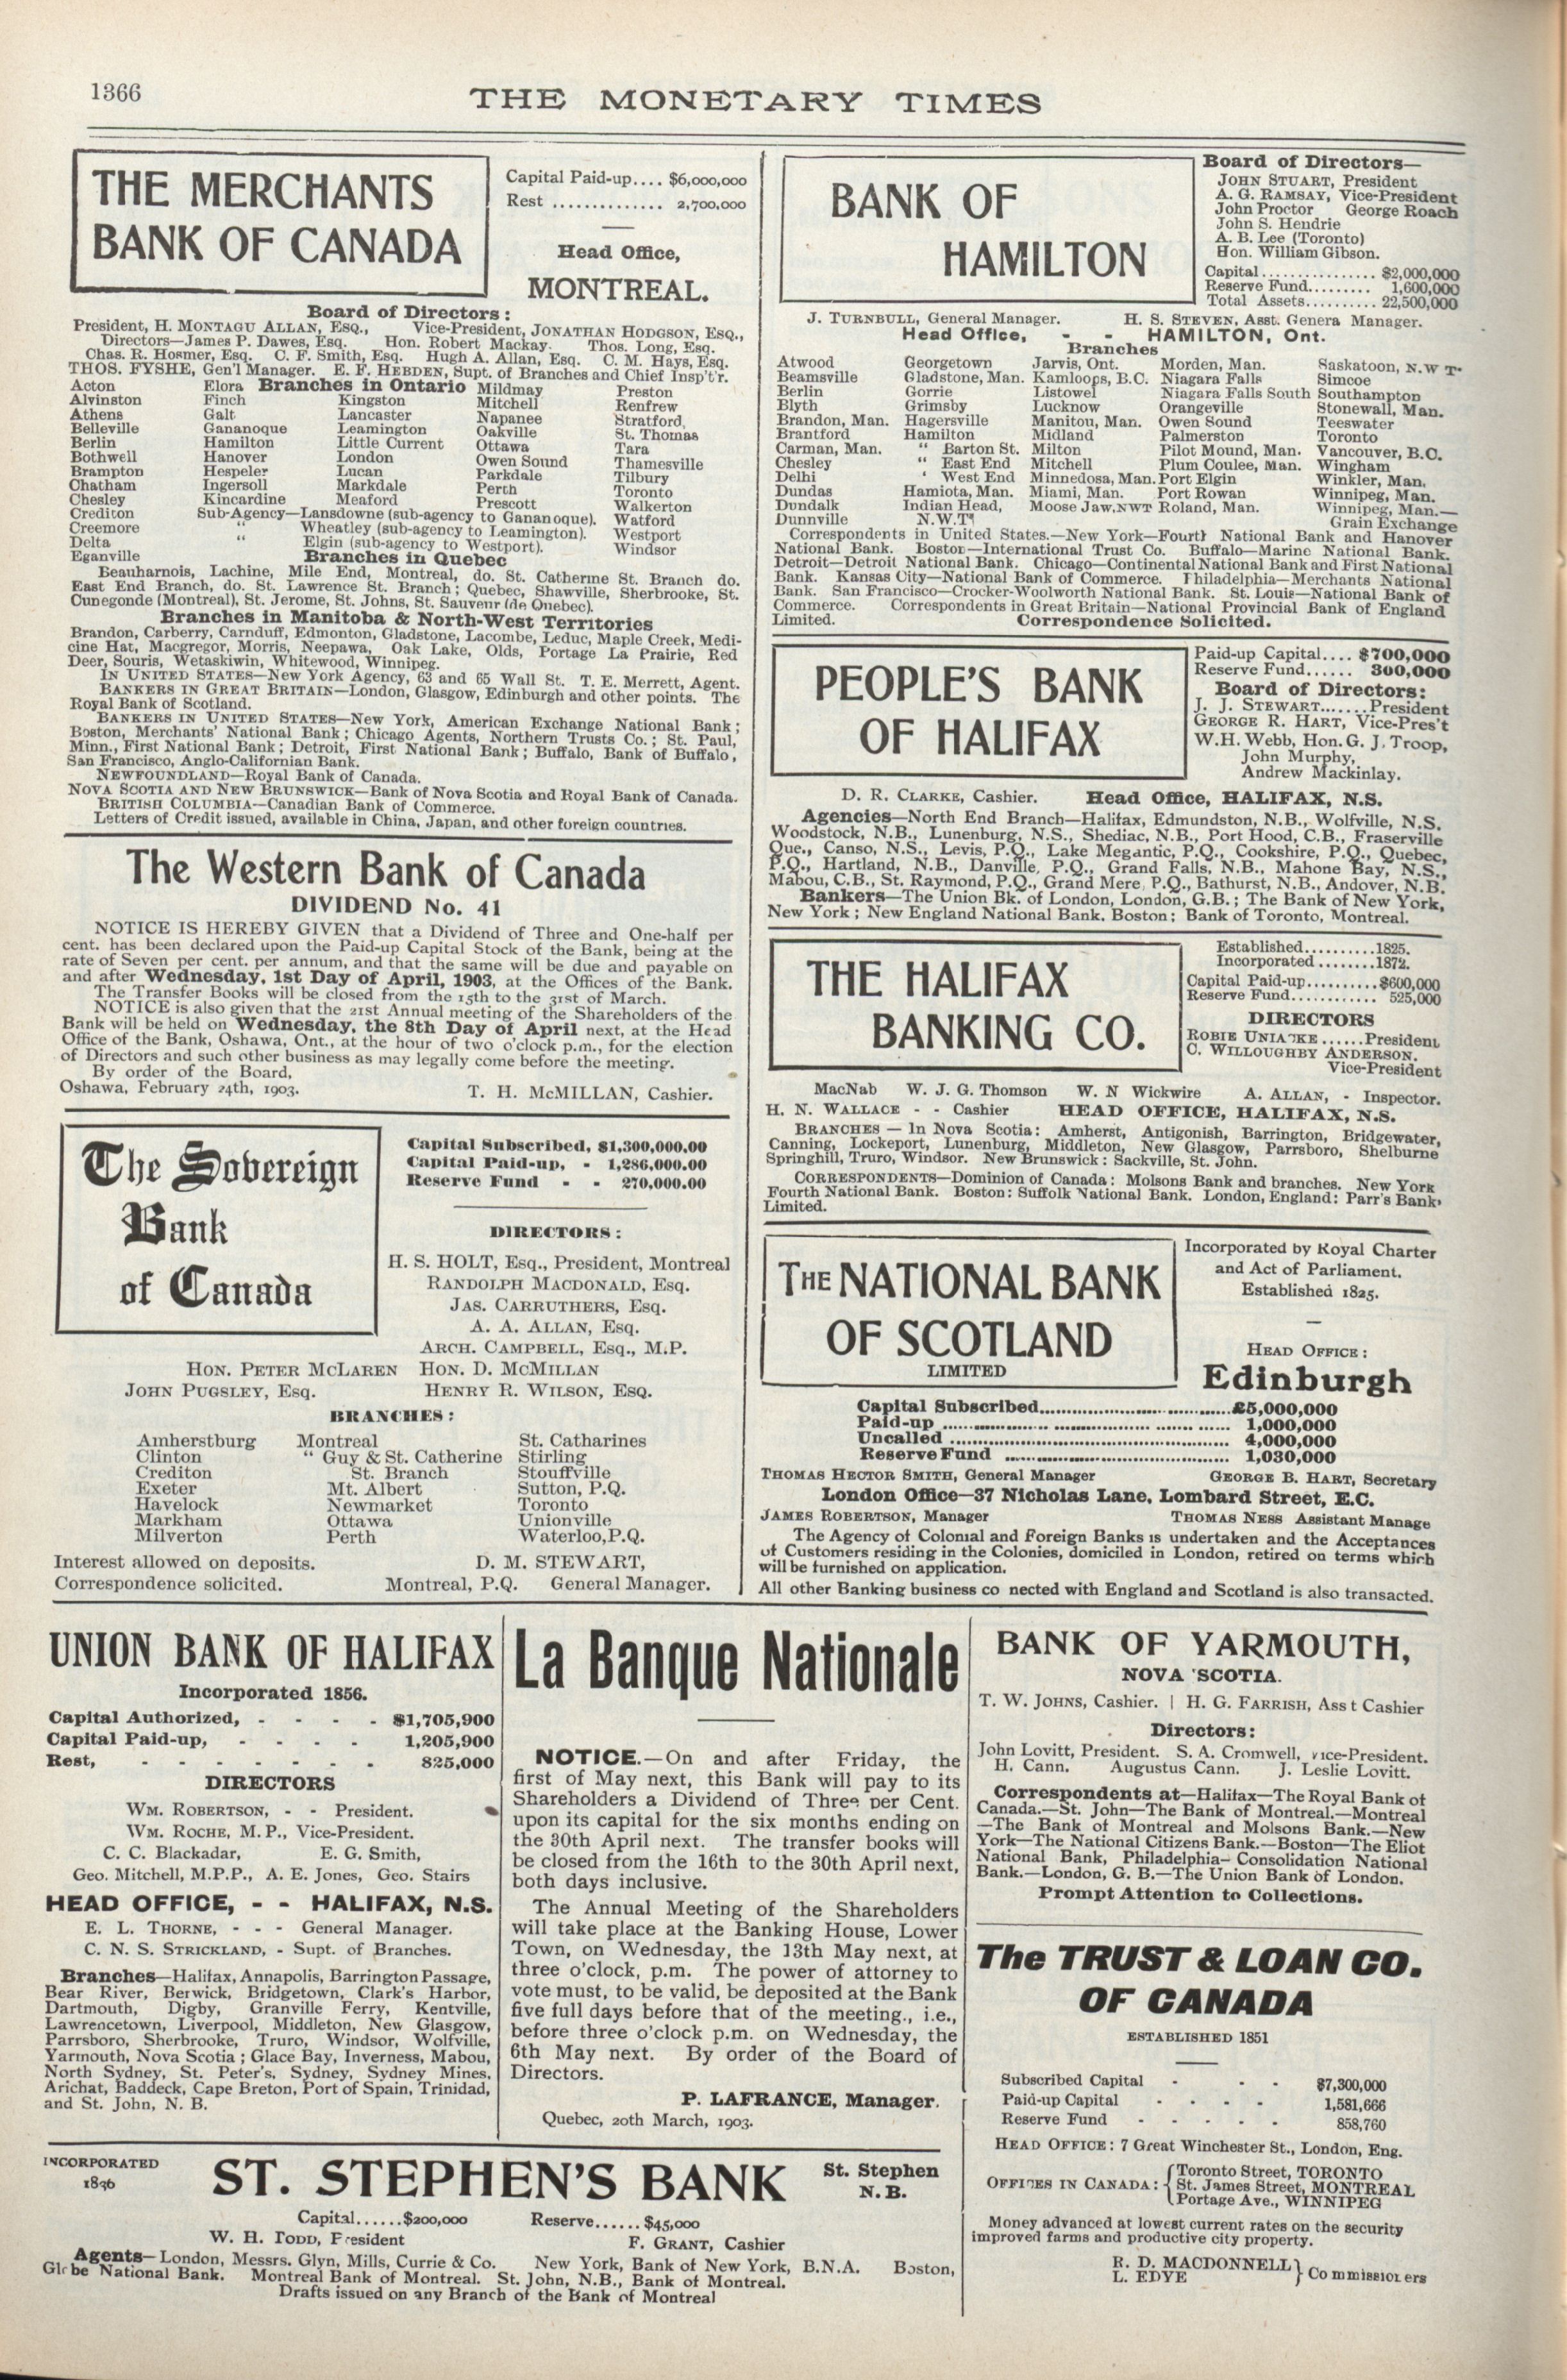 1366
THE MONETARY TIMES
THE MERCHANTS
BANK OF CANADA
Capital Paid-up.... $6,000,000
Rest .............. 2,700,000
Head Office,
MONTREAL.
Board of Directors :
President, H. MONTAGU ALLAN, ESQ., Vice-President, JONATHAN HODGSON, ESQ.,
Directors—James P. Dawes, Esq. Hon. Robert Mackay. Thos. Long, Esq.
Chas. R. Hosmer, Esq. C. F. Smith, Esq. Hugh A. Allan, Esq. C. M. Hays, Esq.
THOS. FYSHE, Gen'l Manager. E. F. HEBDEN, Supt. of Branches and Chief Insp't'r.
Branches in Ontario
Acton Elora Kingston Mildmay Preston
Alvinston Finch Lancaster Mitchell Renfrew
Athens Galt Leamington Napanee Stratford,
Belleville Gananoque Little Current Oakville St. Thomas
Berlin Hamilton London Ottawa Tara
Bothwell Hanover Lucan Owen Sound Thamesville
Brampton Hespeler Markdale Parkdale Tilbury
Chatham Ingersoll Meaford Perth Toronto
Chesley Kincardine Prescott Walkerton
Crediton Sub-Agency—Lansdowne (sub-agency to Gananoque). Watford
Creemore " Wheatley (sub-agency to Leamington). Westport
Delta " Elgin (sub-agency to Westport). Windsor
Eganville Branches in Quebec
Beauharnois, Lachine, Mile End, Montreal, do. St. Catherine St. Branch do.
East End Branch, do. St. Lawrence St. Branch; Quebec, Shawville, Sherbrooke, St.
Cunegonde (Montreal), St. Jerome, St. Johns, St. Sauveur (de Quebec).
Branches in Manitoba & North-West Territories
Brandon, Carberry, Carnduff, Edmonton, Gladstone, Lacombe, Leduc, Maple Creek, Medi-
cine Hat, Macgregor, Morris, Neepawa, Oak Lake, Olds, Portage La Prairie, Red
Deer, Souris, Wetaskiwin, Whitewood, Winnipeg.
IN UNITED STATES—New York Agency, 63 and 65 Wall St. T. E. Merrett, Agent.
BANKERS IN GREAT BRITAIN—London, Glasgow, Edinburgh and other points. The
Royal Bank of Scotland.
BANKERS IN UNITED STATES—New York, American Exchange National Bank;
Boston, Merchants' National Bank; Chicago Agents, Northern Trusts Co.; St. Paul,
Minn., First National Bank; Detroit, First National Bank; Buffalo, Bank of Buffalo,
San Francisco, Anglo-Californian Bank.
NEWFOUNDLAND—Royal Bank of Canada.
NOVA SCOTIA AND NEW BRUNSWICK—Bank of Nova Scotia and Royal Bank of Canada.
BRITISH COLUMBIA—Canadian Bank of Commerce.
Letters of Credit issued, available in China, Japan, and other foreign countries.
The Western Bank of Canada
DIVIDEND No. 41
NOTICE IS HEREBY GIVEN that a Dividend of Three and One-half per
cent. has been declared upon the Paid-up Capital Stock of the Bank, being at the
rate of Seven per cent. per annum, and that the same will be due and payable on
and after Wednesday, 1st Day of April, 1903, at the Offices of the Bank.
The Transfer Books will be closed from the 15th to the 31st of March.
NOTICE is also given that the 21st Annual meeting of the Shareholders of the
Bank will be held on Wednesday, the 8th Day of April next, at the Head
Office of the Bank, Oshawa, Ont., at the hour of two o'clock p.m., for the election
of Directors and such other business as may legally come before the meeting.
By order of the Board,
Oshawa, February 24th, 1903. T. H. McMILLAN, Cashier.
The Sovereign
Bank
of Canada
Capital Subscribed, $1,300,000.00
Capital Paid-up, - 1,286,000.00
Reserve Fund - - 270,000.00
DIRECTORS :
H. S. HOLT, Esq., President, Montreal
RANDOLPH MACDONALD, Esq.
JAS. CARRUTHERS, Esq.
A. A. ALLAN, Esq.
ARCH. CAMPBELL, Esq., M.P.
HON. PETER MCLAREN HON. D. MCMILLAN
JOHN PUGSLEY, Esq. HENRY R. WILSON, ESQ.
BRANCHES :
Amherstburg Montreal St. Catharines
Clinton " Guy & St. Catherine Stirling
Crediton St. Branch Stouffville
Exeter Mt. Albert Sutton, P.Q.
Havelock Newmarket Toronto
Markham Ottawa Unionville
Milverton Perth Waterloo,P.Q.
Interest allowed on deposits. D. M. STEWART,
Correspondence solicited. Montreal, P.Q. General Manager.
BANK OF
HAMILTON
Board of Directors—
JOHN STUART, President
A. G. RAMSAY, Vice-President
John Proctor George Roach
John S. Hendrie
A. B. Lee (Toronto)
Hon. William Gibson.
Capital................ $2,000,000
Reserve Fund......... 1,600,000
Total Assets.......... 22,500,000
J. TURNBULL, General Manager. H. S. STEVEN, Asst. Genera Manager.
Head Office, - - HAMILTON, Ont.
Branches
Atwood Georgetown Jarvis, Ont. Morden, Man. Saskatoon, N.W T.
Beamsville Gladstone, Man. Kamloops, B.C. Niagara Falls Simcoe
Berlin Gorrie Listowel Niagara Falls South Southampton
Blyth Grimsby Lucknow Orangeville Stonewall, Man.
Brandon, Man. Hagersville Manitou, Man. Owen Sound Teeswater
Brantford Hamilton Midland Palmerston Toronto
Carman, Man. " Barton St. Milton Pilot Mound, Man. Vancouver, B.C.
Chesley " East End Mitchell Plum Coulee, Man. Wingham
Delhi ' West End Minnedosa, Man. Port Elgin Winkler, Man.
Dundas Hamiota, Man. Miami, Man. Port Rowan Winnipeg, Man.
Dundalk Indian Head, Moose Jaw,NWT Roland, Man. Winnipeg, Man.—
Dunnville N.W.T. Grain Exchange
Correspondents in United States.—New York—Fourth National Bank and Hanover
National Bank. Boston—International Trust Co. Buffalo—Marine National Bank.
Detroit—Detroit National Bank. Chicago—Continental National Bank and First National
Bank. Kansas City—National Bank of Commerce. Philadelphia—Merchants National
Bank. San Francisco—Crocker-Woolworth National Bank. St. Louis—National Bank of
Commerce. Correspondents in Great Britain—National Provincial Bank of England
Limited. Correspondence Solicited.
PEOPLE'S BANK
OF HALIFAX
Paid-up Capital.... $700,000
Reserve Fund...... 300,000
Board of Directors:
J. J. STEWART.......President
GEORGE R. HART, Vice-Pres't
W.H. Webb, Hon. G. J. Troop,
John Murphy,
Andrew Mackinlay.
D. R. CLARKE, Cashier. Head Office, HALIFAX, N.S.
Agencies—North End Branch—Halifax, Edmundston, N.B., Wolfville, N.S.
Woodstock, N.B., Lunenburg, N.S., Shediac, N.B., Port Hood, C.B., Fraserville
Que., Canso, N.S., Levis, P.Q., Lake Megantic, P.Q., Cookshire, P.Q., Quebec,
P.Q., Hartland, N.B., Danville, P.Q., Grand Falls, N.B., Mahone Bay, N.S.,
Mabou, C.B., St. Raymond, P.Q., Grand Mere, P.Q., Bathurst, N.B., Andover, N.B.
Bankers—The Union Bk. of London, London, G.B.; The Bank of New York,
New York; New England National Bank, Boston; Bank of Toronto, Montreal.
THE HALIFAX
BANKING CO.
Established..........1825.
Incorporated........1872.
Capital Paid-up..........$600,000
Reserve Fund............ 525,000
DIRECTORS
ROBIE UNIACKE......President
C. WILLOUGHBY ANDERSON.
Vice-President
MacNab W. J. G. Thomson W. N Wickwire A. ALLAN, - Inspector.
H. N. WALLACE - - Cashier HEAD OFFICE, HALIFAX, N.S.
BRANCHES — In Nova Scotia: Amherst, Antigonish, Barrington, Bridgewater,
Canning, Lockeport, Lunenburg, Middleton, New Glasgow, Parrsboro, Shelburne
Springhill, Truro, Windsor. New Brunswick: Sackville, St. John.
CORRESPONDENTS—Dominion of Canada: Molsons Bank and branches. New York
Fourth National Bank. Boston: Suffolk National Bank. London, England: Parr's Bank,
Limited.
THE NATIONAL BANK
OF SCOTLAND
LIMITED
Incorporated by Royal Charter
and Act of Parliament.
Established 1825.
HEAD OFFICE :
Edinburgh
Capital Subscribed..............................£5,000,000
Paid-up .............................. 1,000,000
Uncalled .............................. 4,000,000
Reserve Fund .............................. 1,030,000
THOMAS HECTOR SMITH, General Manager GEORGE B. HART, Secretary
London Office—37 Nicholas Lane, Lombard Street, E.C.
JAMES ROBERTSON, Manager THOMAS NESS Assistant Manage
The Agency of Colonial and Foreign Banks is undertaken and the Acceptances
of Customers residing in the Colonies, domiciled in London, retired on terms which
will be furnished on application.
All other Banking business co nected with England and Scotland is also transacted.
UNION BANK OF HALIFAX
Incorporated 1856.
Capital Authorized, - - - - $1,705,900
Capital Paid-up, - - - - 1,205,900
Rest, - - - - - - - 825,000
DIRECTORS
WM. ROBERTSON, - - President.
WM. ROCHE, M.P., Vice-President.
C. C. Blackadar, E. G. Smith,
Geo. Mitchell, M.P.P., A. E. Jones, Geo. Stairs
HEAD OFFICE, - - HALIFAX, N.S.
E. L. THORNE, - - - General Manager.
C. N. S. STRICKLAND, - Supt. of Branches.
Branches—Halifax, Annapolis, Barrington Passage,
Bear River, Berwick, Bridgetown, Clark's Harbor,
Dartmouth, Digby, Granville Ferry, Kentville,
Lawrencetown, Liverpool, Middleton, New Glasgow,
Parrsboro, Sherbrooke, Truro, Windsor, Wolfville,
Yarmouth, Nova Scotia; Glace Bay, Inverness, Mabou,
North Sydney, St. Peter's, Sydney, Sydney Mines,
Arichat, Baddeck, Cape Breton, Port of Spain, Trinidad,
and St. John, N. B.
La Banque Nationale
NOTICE.—On and after Friday, the
first of May next, this Bank will pay to its
Shareholders a Dividend of Three per Cent.
upon its capital for the six months ending on
the 30th April next. The transfer books will
be closed from the 16th to the 30th April next,
both days inclusive.
The Annual Meeting of the Shareholders
will take place at the Banking House, Lower
Town, on Wednesday, the 13th May next, at
three o'clock, p.m. The power of attorney to
vote must, to be valid, be deposited at the Bank
five full days before that of the meeting., i.e.,
before three o'clock p.m. on Wednesday, the
6th May next. By order of the Board of
Directors.
P. LAFRANCE, Manager.
Quebec, 20th March, 1903.
BANK OF YARMOUTH,
NOVA SCOTIA.
T. W. JOHNS, Cashier. | H. G. FARRISH, Ass t Cashier
Directors:
John Lovitt, President. S. A. Cromwell, vice-President.
H. Cann. Augustus Cann. J. Leslie Lovitt.
Correspondents at—Halifax—The Royal Bank of
Canada.—St. John—The Bank of Montreal.—Montreal
—The Bank of Montreal and Molsons Bank.—New
York—The National Citizens Bank.—Boston—The Eliot
National Bank, Philadelphia—Consolidation National
Bank.—London, G. B.—The Union Bank of London.
Prompt Attention to Collections.
The TRUST & LOAN CO.
OF CANADA
ESTABLISHED 1851
Subscribed Capital - - - $7,300,000
Paid-up Capital - - - - 1,581,666
Reserve Fund - - - - - 858,760
HEAD OFFICE: 7 Great Winchester St., London, Eng.
OFFICES IN CANADA: { Toronto Street, TORONTO
St. James Street, MONTREAL
Portage Ave., WINNIPEG
Money advanced at lowest current rates on the security
improved farms and productive city property.
R. D. MACDONNELL } Commissioners
L. EDYE
INCORPORATED
1836
ST. STEPHEN'S BANK
St. Stephen
N.B.
Capital......$200,000 Reserve......$45,000
W. H. TODD, President F. GRANT, Cashier
Agents—London, Messrs. Glyn, Mills, Currie & Co. New York, Bank of New York, B.N.A. Boston,
Globe National Bank. Montreal Bank of Montreal. St. John, N.B., Bank of Montreal.
Drafts issued on any Branch of the Bank of Montreal